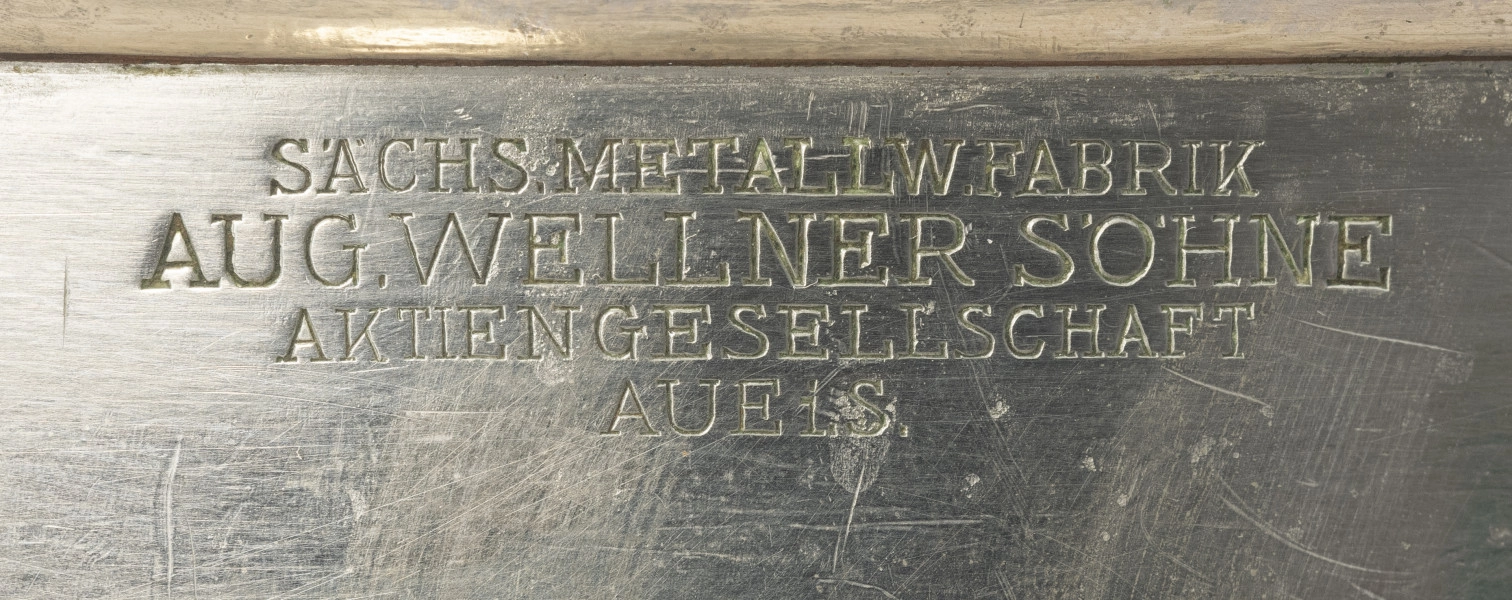 SÄCHS.METALLW.FABRIK
AUG.WELLNER SÖHNE
AKTIENGESELLSCHAFT
AUE i.S.